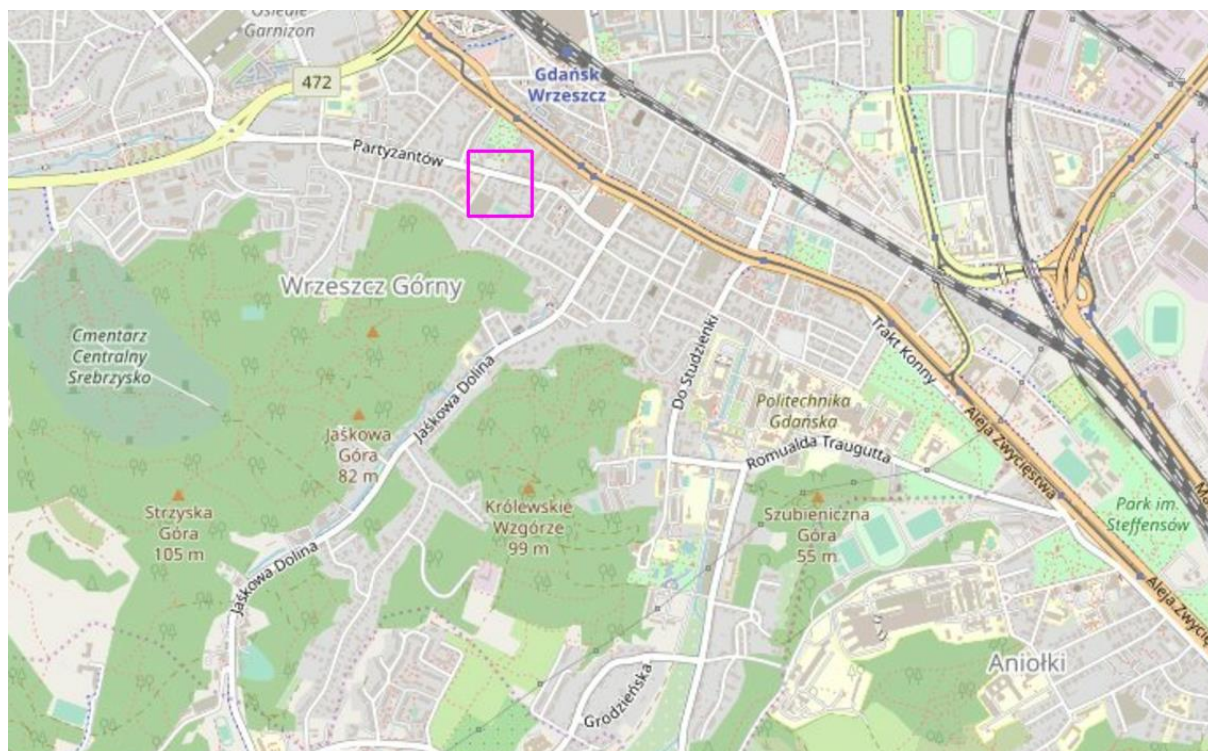 Osiedle
Garnizon
472
Gdańsk
Wrzeszcz
Partyzantów
Wrzeszcz Górny
Cmentarz
Centralny
Srebrzysko
Trakt Konny
Do Studzienki
Jaśkowa Dolina
Politechnika
Gdańska
Aleja Zwycięstwa
Jaśkowa
Góra
82 m
Romualda Traugutta
Strzyska
Góra
105 m
Królewskie
Wzgórze
99 m
Szubieniczna
Góra
55 m
Park im.
Steffensów
Jaśkowa Dolina
Aniołki
Grodzieńska